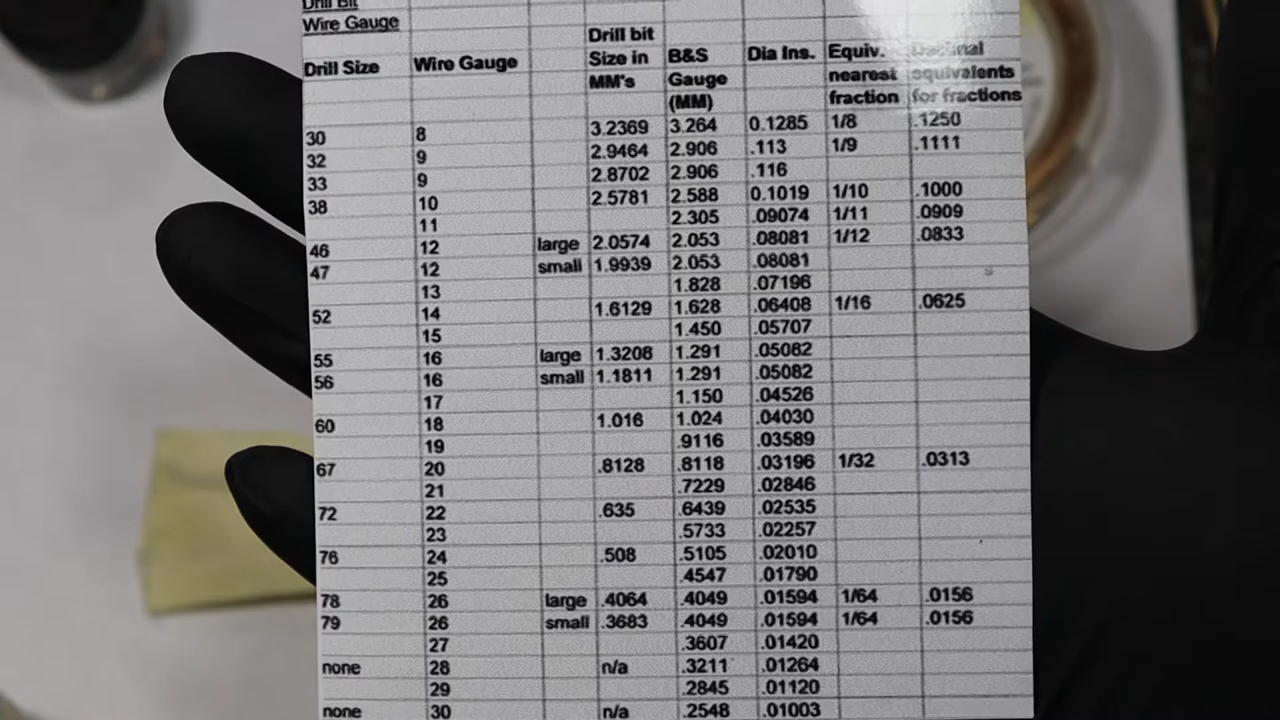 Drill Bit
Wire Gauge
Drill Size Wire Gauge Drill bit Size in MM's B&S Gauge (MM) Dia Ins. Equiv. nearest fraction Decimal equivalents for fractions
30 8 3.2369 3.264 0.1285 1/8 .1250
32 9 2.9464 2.906 .113 1/9 .1111
33 9 2.8702 2.906 .116
38 10 2.5781 2.588 0.1019 1/10 .1000
11 2.305 .09074 1/11 .0909
46 12 large 2.0574 2.053 .08081 1/12 .0833
47 12 small 1.9939 2.053 .08081
13 1.828 .07196
52 14 1.6129 1.628 .06408 1/16 .0625
15 1.450 .05707
55 16 large 1.3208 1.291 .05082
56 16 small 1.1811 1.291 .05082
17 1.150 .04526
60 18 1.016 1.024 .04030
19 .9116 .03589
67 20 .8128 .8118 .03196 1/32 .0313
21 .7229 .02846
72 22 .635 .6439 .02535
23 .5733 .02257
76 24 .508 .5105 .02010
25 .4547 .01790
78 26 large .4064 .4049 .01594 1/64 .0156
79 26 small .3683 .4049 .01594 1/64 .0156
27 .3607 .01420
none 28 n/a .3211 .01264
29 .2845 .01120
none 30 n/a .2548 .01003